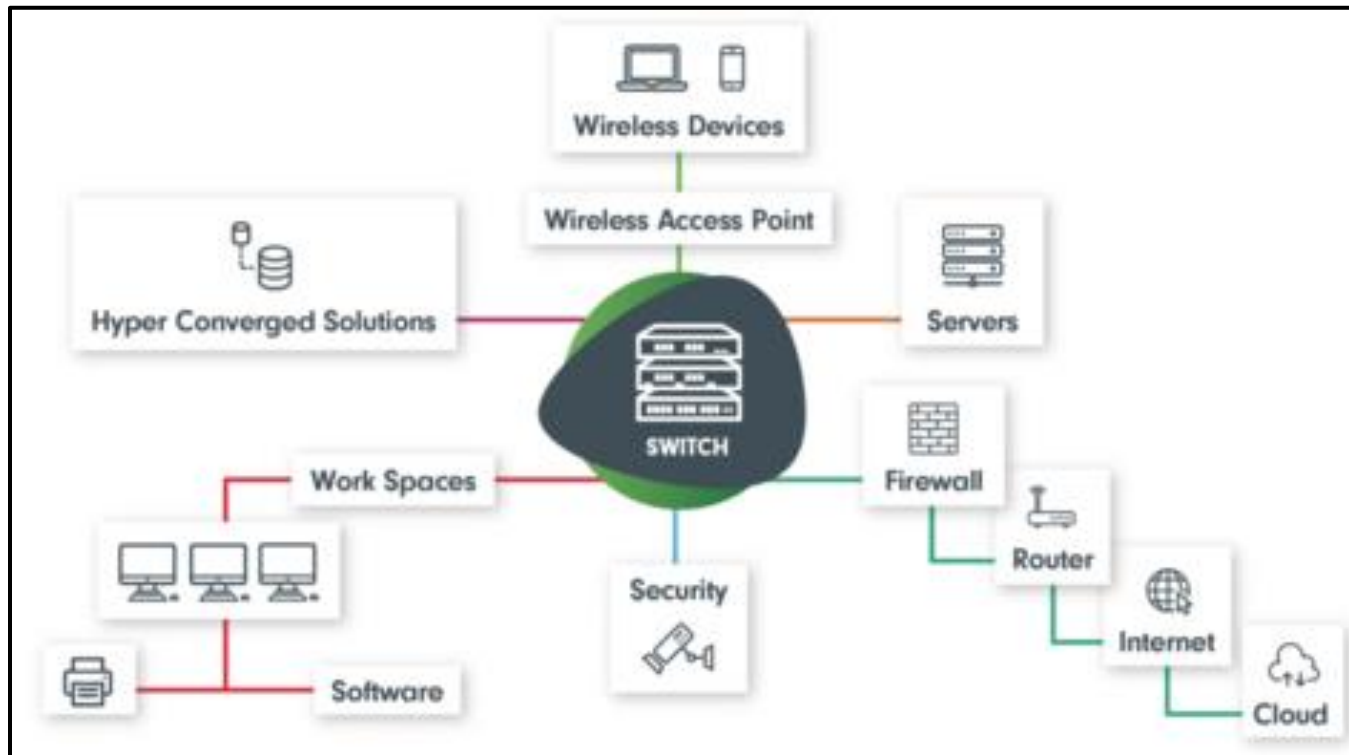 Wireless Devices
Wireless Access Point
Hyper Converged Solutions
Servers
SWITCH
Work Spaces
Firewall
Router
Security
Internet
Software
Cloud